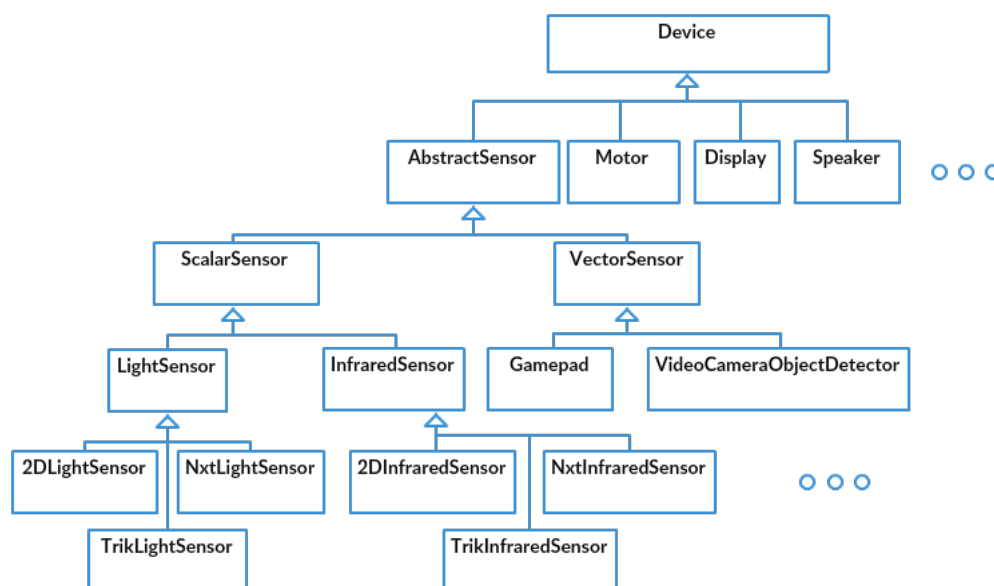 Device
AbstractSensor
Motor
Display
Speaker
ScalarSensor
VectorSensor
LightSensor
InfraredSensor
Gamepad
VideoCameraObjectDetector
2DLightSensor
NxtLightSensor
2DInfraredSensor
NxtInfraredSensor
TrikLightSensor
TrikInfraredSensor